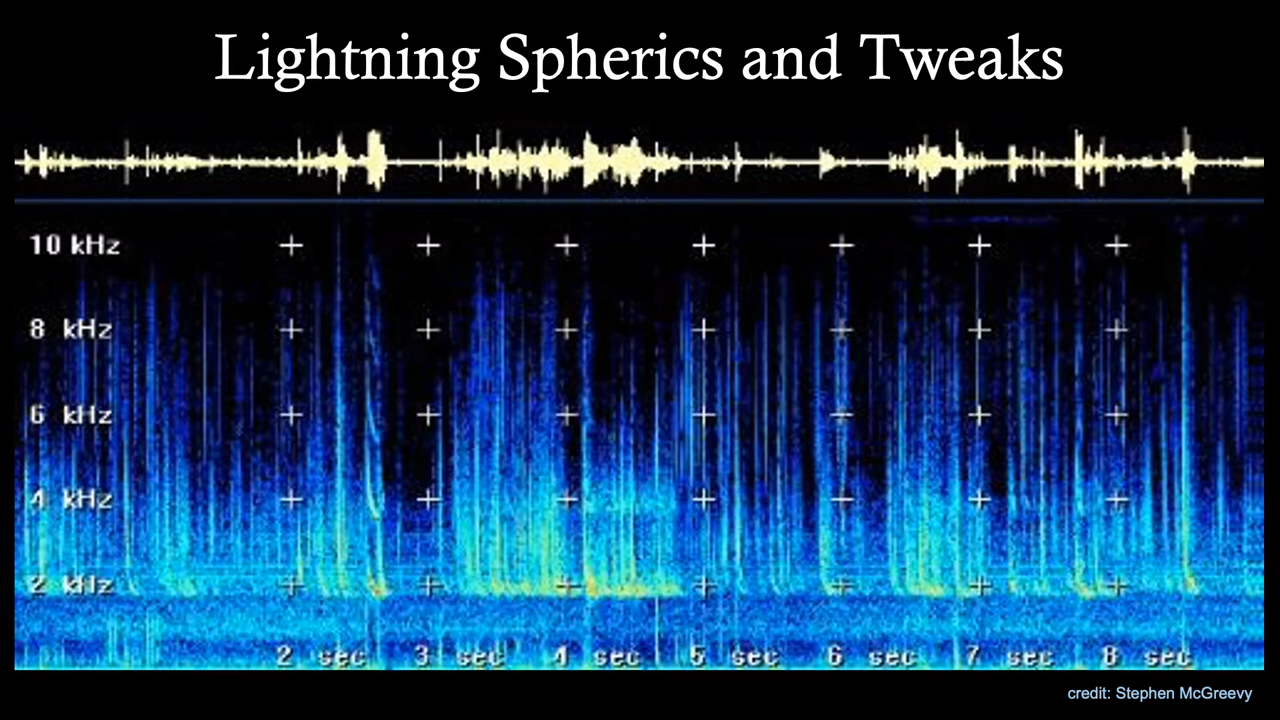 Lightning Spherics and Tweaks
10 kHz
8 kHz
6 kHz
4 kHz
2 kHz
2 sec 3 sec 4 sec 5 sec 6 sec 7 sec 8 sec
credit: Stephen McGreevy